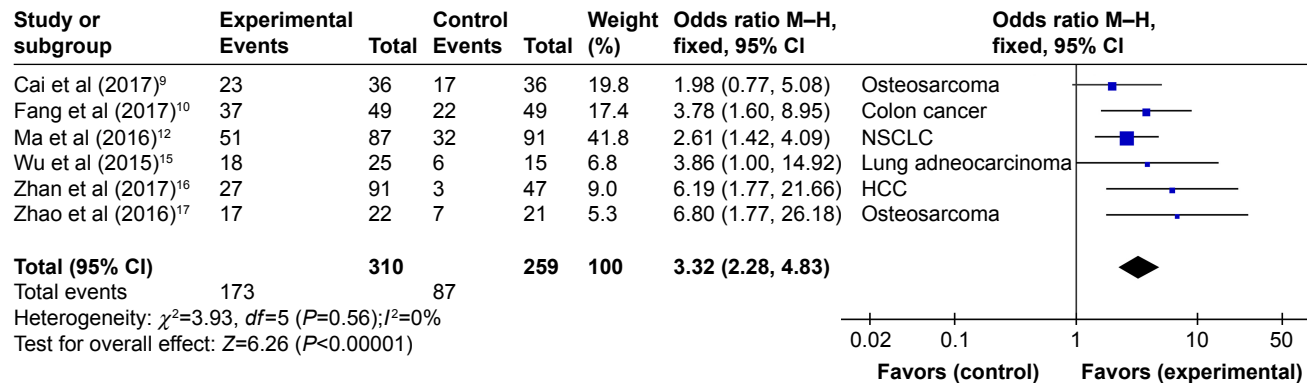 Study or subgroup Experimental Events Total Control Events Total Weight (%) Odds ratio M–H, fixed, 95% CI Odds ratio M–H, fixed, 95% CI
Cai et al (2017)⁹ 23 36 17 36 19.8 1.98 (0.77, 5.08) Osteosarcoma
Fang et al (2017)¹⁰ 37 49 22 49 17.4 3.78 (1.60, 8.95) Colon cancer
Ma et al (2016)¹² 51 87 32 91 41.8 2.61 (1.42, 4.09) NSCLC
Wu et al (2015)¹⁵ 18 25 6 15 6.8 3.86 (1.00, 14.92) Lung adneocarcinoma
Zhan et al (2017)¹⁶ 27 91 3 47 9.0 6.19 (1.77, 21.66) HCC
Zhao et al (2016)¹⁷ 17 22 7 21 5.3 6.80 (1.77, 26.18) Osteosarcoma
Total (95% CI) 310 259 100 3.32 (2.28, 4.83)
Total events 173 87
Heterogeneity: χ²=3.93, df=5 (P=0.56);I²=0%
Test for overall effect: Z=6.26 (P<0.00001)
0.02 0.1 1 10 50
Favors (control) Favors (experimental)